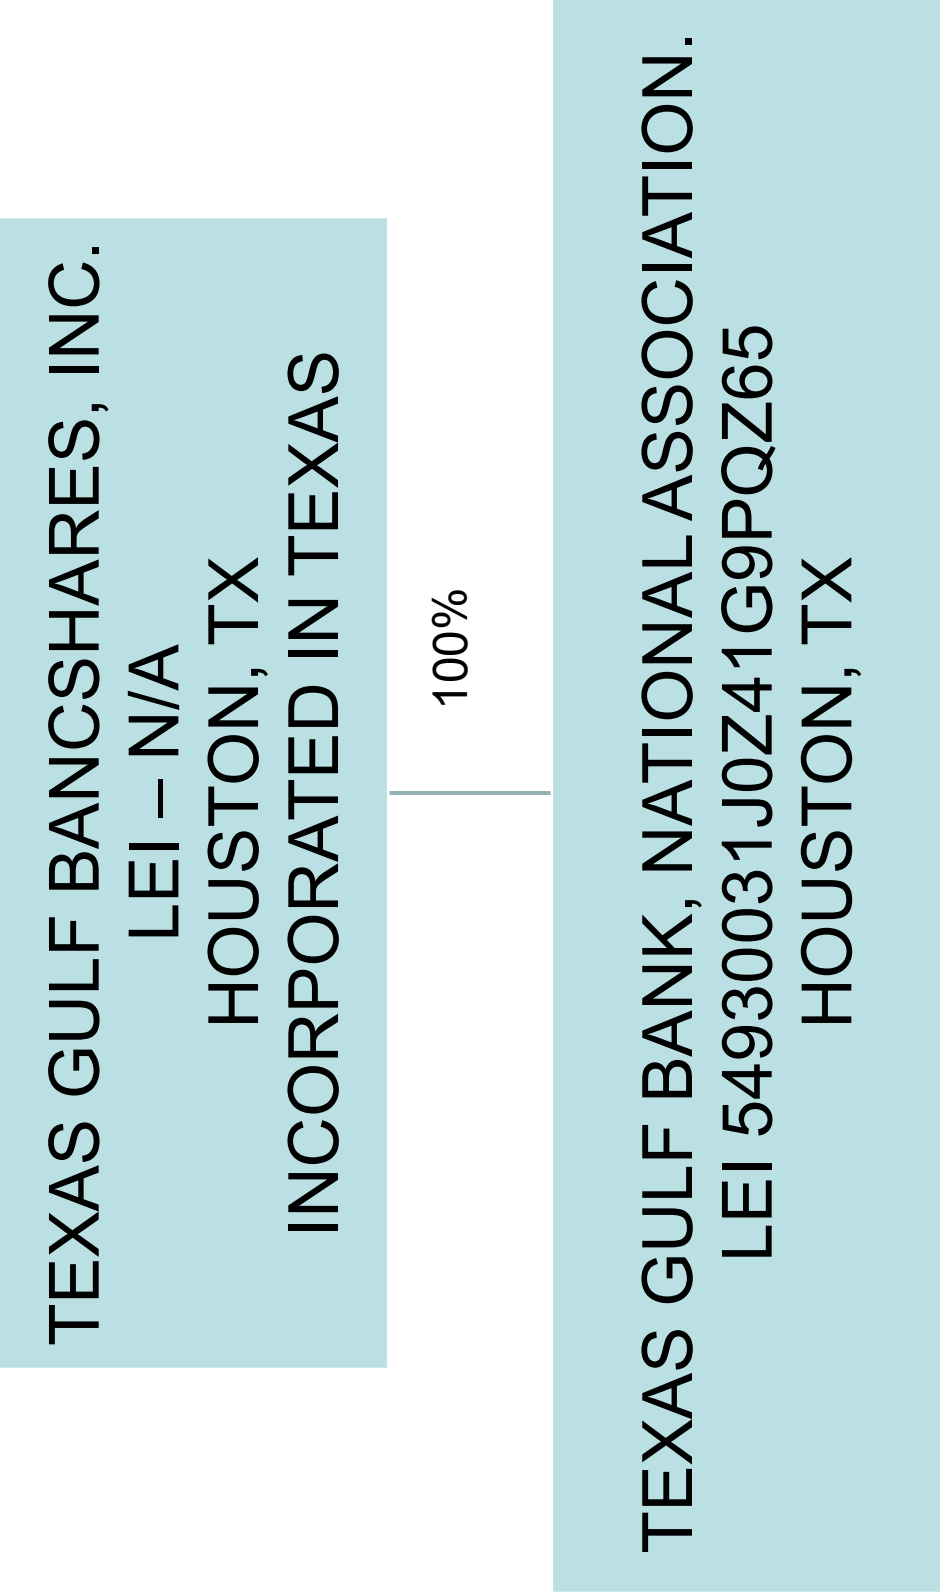 TEXAS GULF BANCSHARES, INC.
LEI – N/A
HOUSTON, TX
INCORPORATED IN TEXAS
100%
TEXAS GULF BANK, NATIONAL ASSOCIATION.
LEI 54930031J0Z41G9PQZ65
HOUSTON, TX